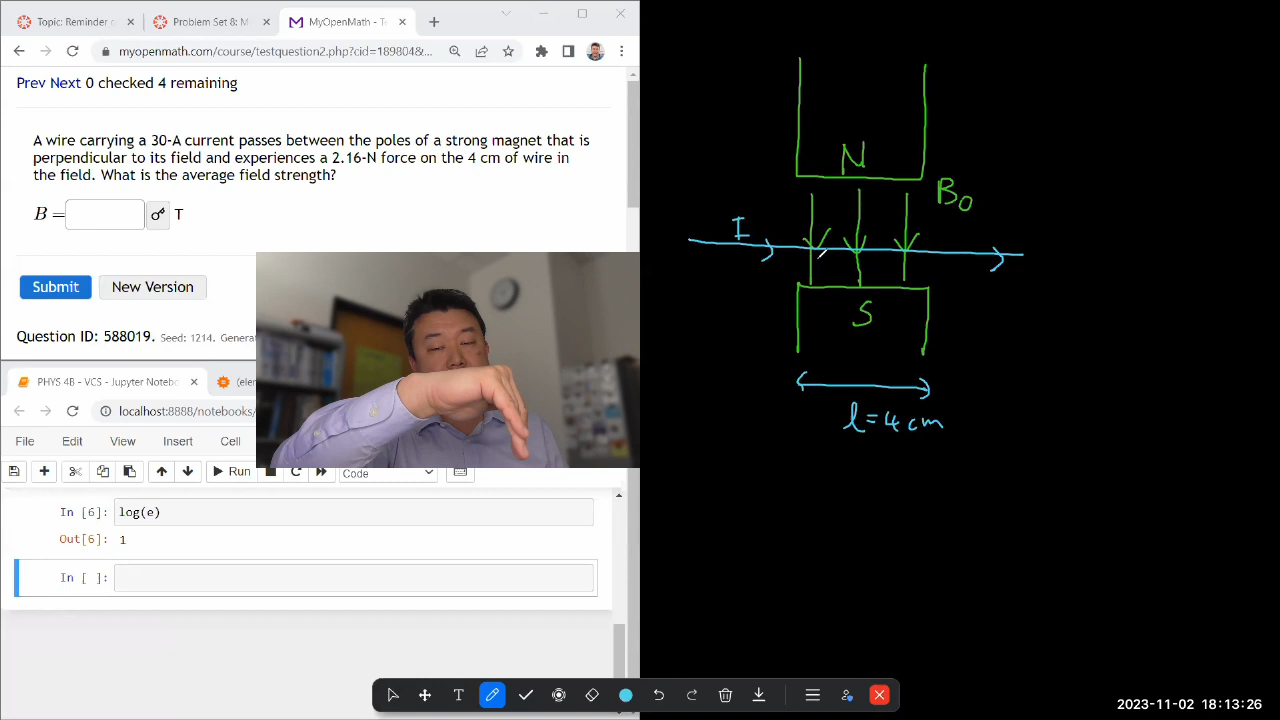 Topic: Reminder o
Problem Set 8: M
MyOpenMath - Te
myopenmath.com/course/testquestion2.php?cid=189804&...
Prev Next 0 checked 4 remaining
A wire carrying a 30-A current passes between the poles of a strong magnet that is
perpendicular to its field and experiences a 2.16-N force on the 4 cm of wire in
the field. What is the average field strength?
B = T
Submit New Version
Question ID: 588019. Seed: 1214. Genera
PHYS 4B - VCS - Jupyter Notebo
(ele
localhost:8888/notebooks/
File Edit View Insert Cell
Run
Code
In [6]: log(e)
Out[6]: 1
In [ ]:
N
B₀
I
S
l = 4 cm
T
2023-11-02 18:13:26